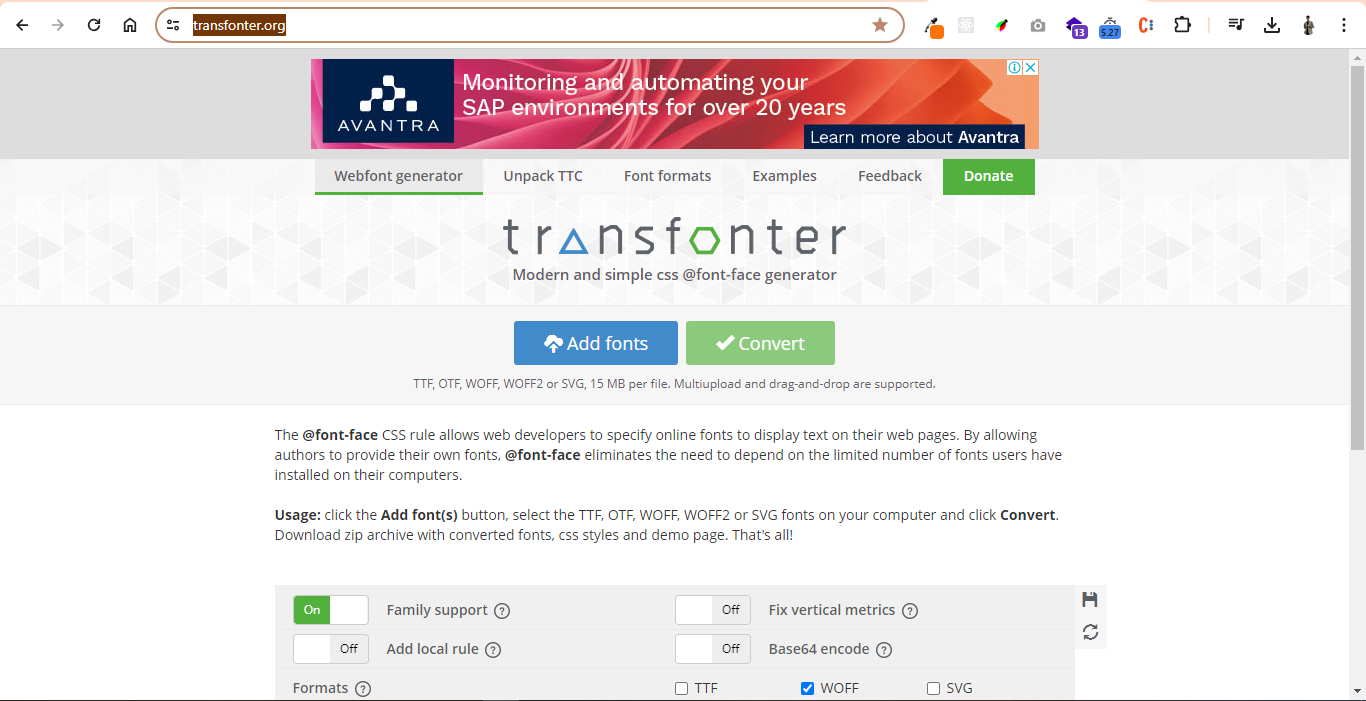 transfonter.org
13
5.27
Monitoring and automating your
SAP environments for over 20 years
AVANTRA
Learn more about Avantra
Webfont generator Unpack TTC Font formats Examples Feedback Donate
transfonter
Modern and simple css @font-face generator
Add fonts Convert
TTF, OTF, WOFF, WOFF2 or SVG, 15 MB per file. Multiupload and drag-and-drop are supported.
The @font-face CSS rule allows web developers to specify online fonts to display text on their web pages. By allowing
authors to provide their own fonts, @font-face eliminates the need to depend on the limited number of fonts users have
installed on their computers.
Usage: click the Add font(s) button, select the TTF, OTF, WOFF, WOFF2 or SVG fonts on your computer and click Convert.
Download zip archive with converted fonts, css styles and demo page. That's all!
On Family support ? Off Fix vertical metrics ?
Off Add local rule ? Off Base64 encode ?
Formats ? TTF WOFF SVG